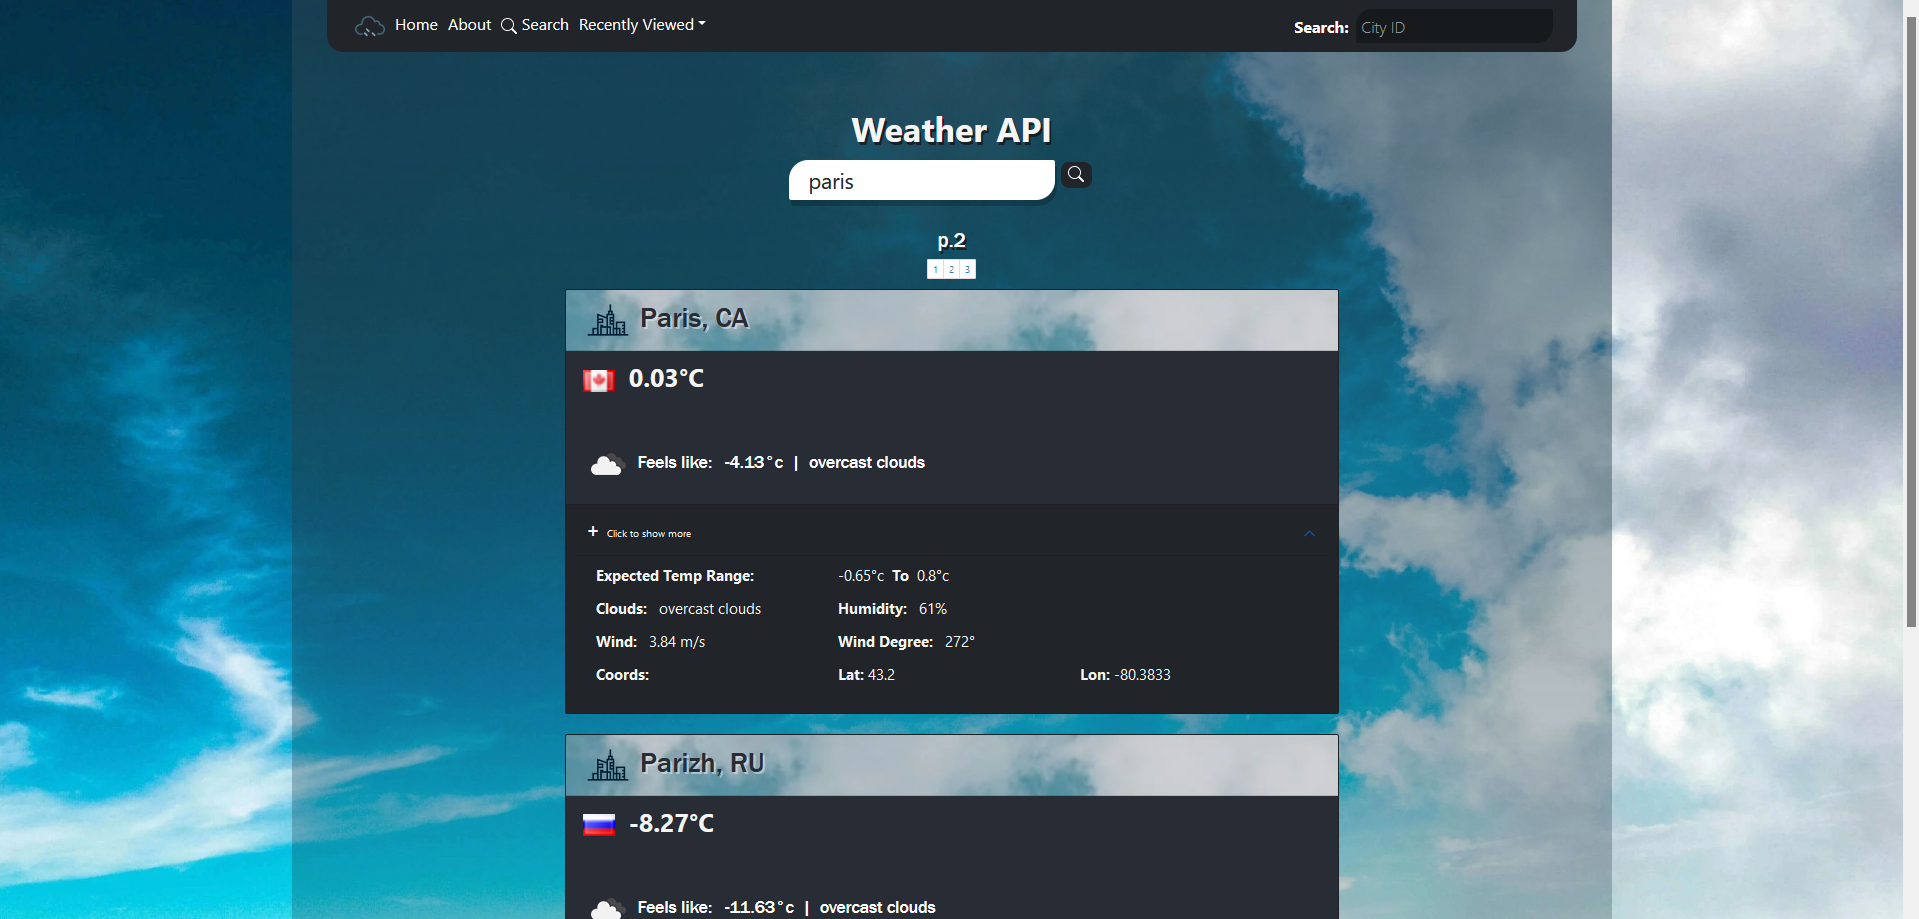 Home About Search Recently Viewed Search: City ID
Weather API
paris
p.2
1 2 3
Paris, CA
0.03°C
Feels like: -4.13°c | overcast clouds
+ Click to show more
Expected Temp Range: -0.65°c To 0.8°c
Clouds: overcast clouds Humidity: 61%
Wind: 3.84 m/s Wind Degree: 272°
Coords: Lat: 43.2 Lon: -80.3833
Parizh, RU
-8.27°C
Feels like: -11.63°c | overcast clouds